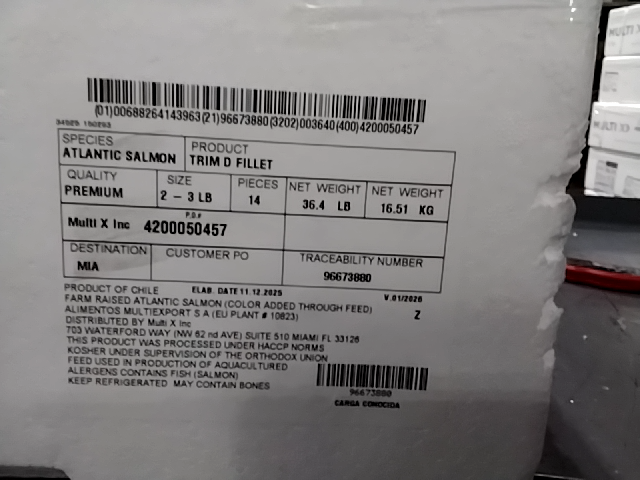 (01)00688264143963(21)96673880(3202)003640(400)4200050457
34525 150293
SPECIES
ATLANTIC SALMON
PRODUCT
TRIM D FILLET
QUALITY
PREMIUM
SIZE
2 - 3 LB
PIECES
14
NET WEIGHT
36.4 LB
NET WEIGHT
16.51 KG
P.O.#
Multi X Inc 4200050457
DESTINATION
MIA
CUSTOMER PO
TRACEABILITY NUMBER
96673880
PRODUCT OF CHILE ELAB. DATE 11.12.2025 V.01/2026
FARM RAISED ATLANTIC SALMON (COLOR ADDED THROUGH FEED) Z
ALIMENTOS MULTIEXPORT S A (EU PLANT # 10823)
DISTRIBUTED BY Multi X Inc
703 WATERFORD WAY (NW 62 nd AVE) SUITE 510 MIAMI FL 33126
THIS PRODUCT WAS PROCESSED UNDER HACCP NORMS
KOSHER UNDER SUPERVISION OF THE ORTHODOX UNION
FEED USED IN PRODUCTION OF AQUACULTURED
ALERGENS CONTAINS FISH (SALMON)
KEEP REFRIGERATED MAY CONTAIN BONES
96673880
CARGA CONOCIDA
MULTI X